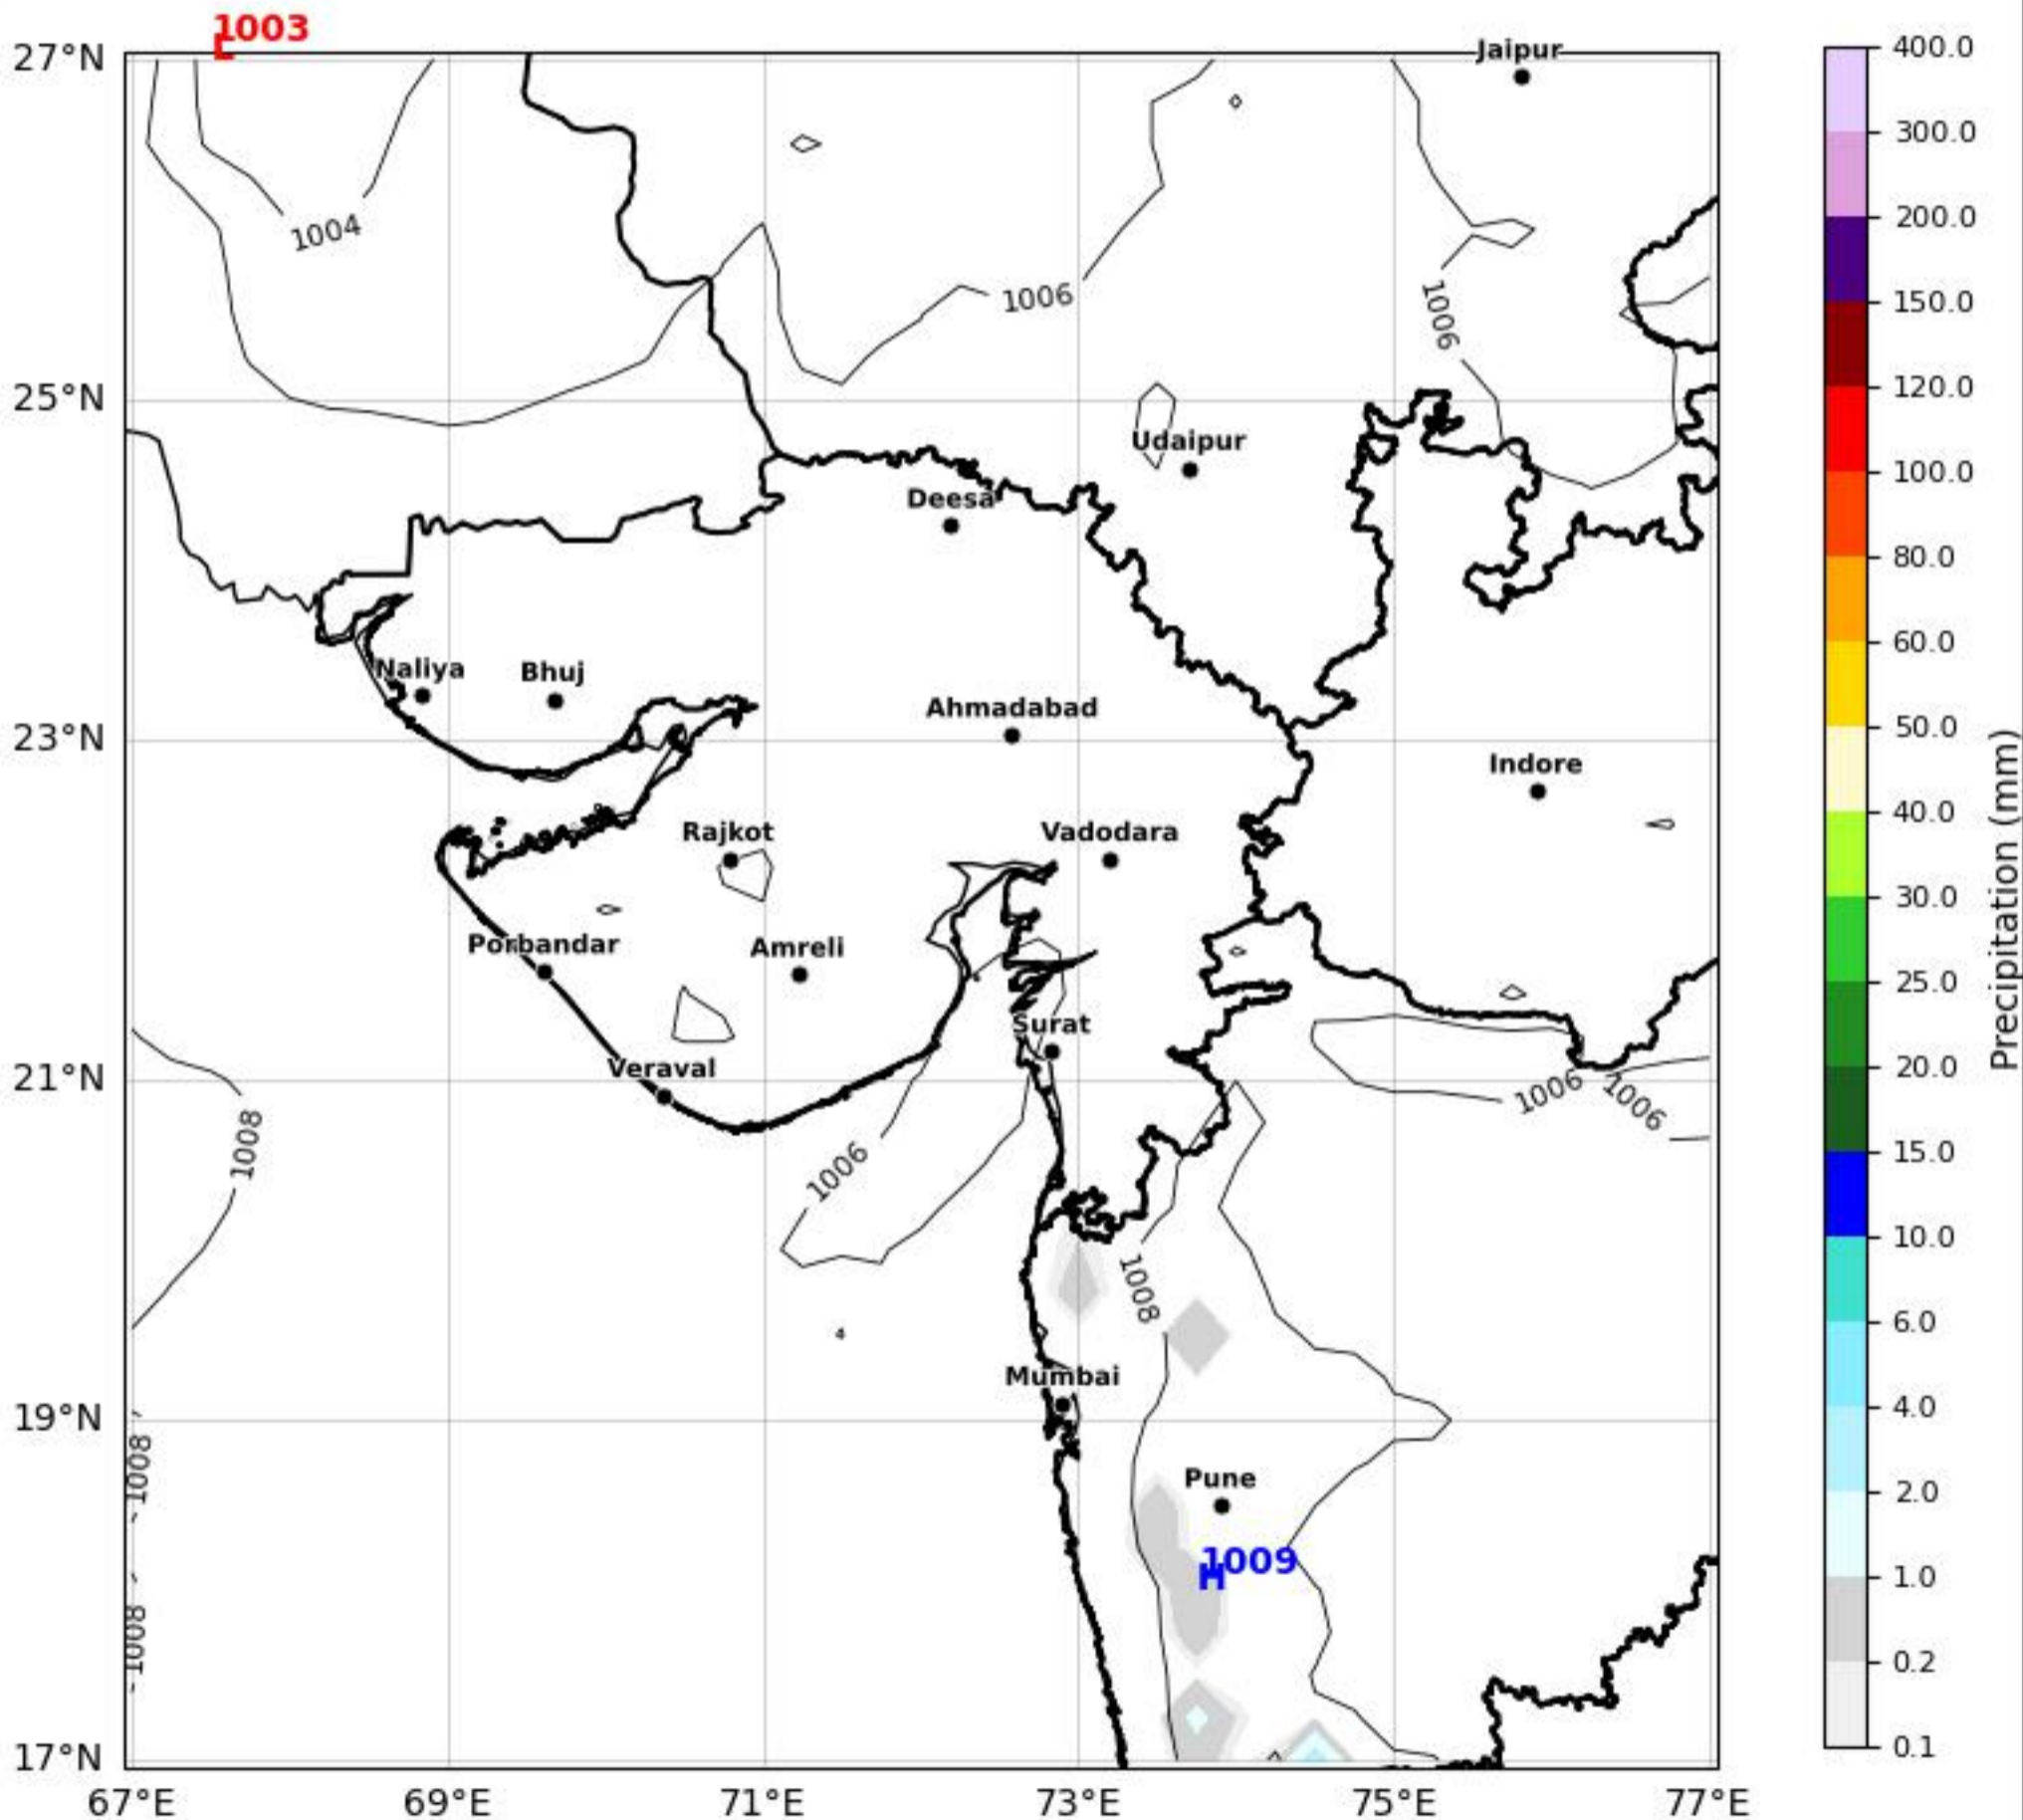 1003
L
27°N
Jaipur
400.0
300.0
1004
200.0
1006
1006
150.0
120.0
25°N
Udaipur
100.0
Deesa
80.0
60.0
Naliya
Bhuj
Ahmadabad
50.0
23°N
Indore
Precipitation (mm)
40.0
Rajkot
Vadodara
30.0
Porbandar
Amreli
25.0
Surat
20.0
Veraval
21°N
1006
1006
1008
15.0
1006
10.0
1008
6.0
Mumbai
4.0
19°N
1008
Pune
2.0
1009
H
1.0
1008
0.2
17°N
0.1
67°E
69°E
71°E
73°E
75°E
77°E